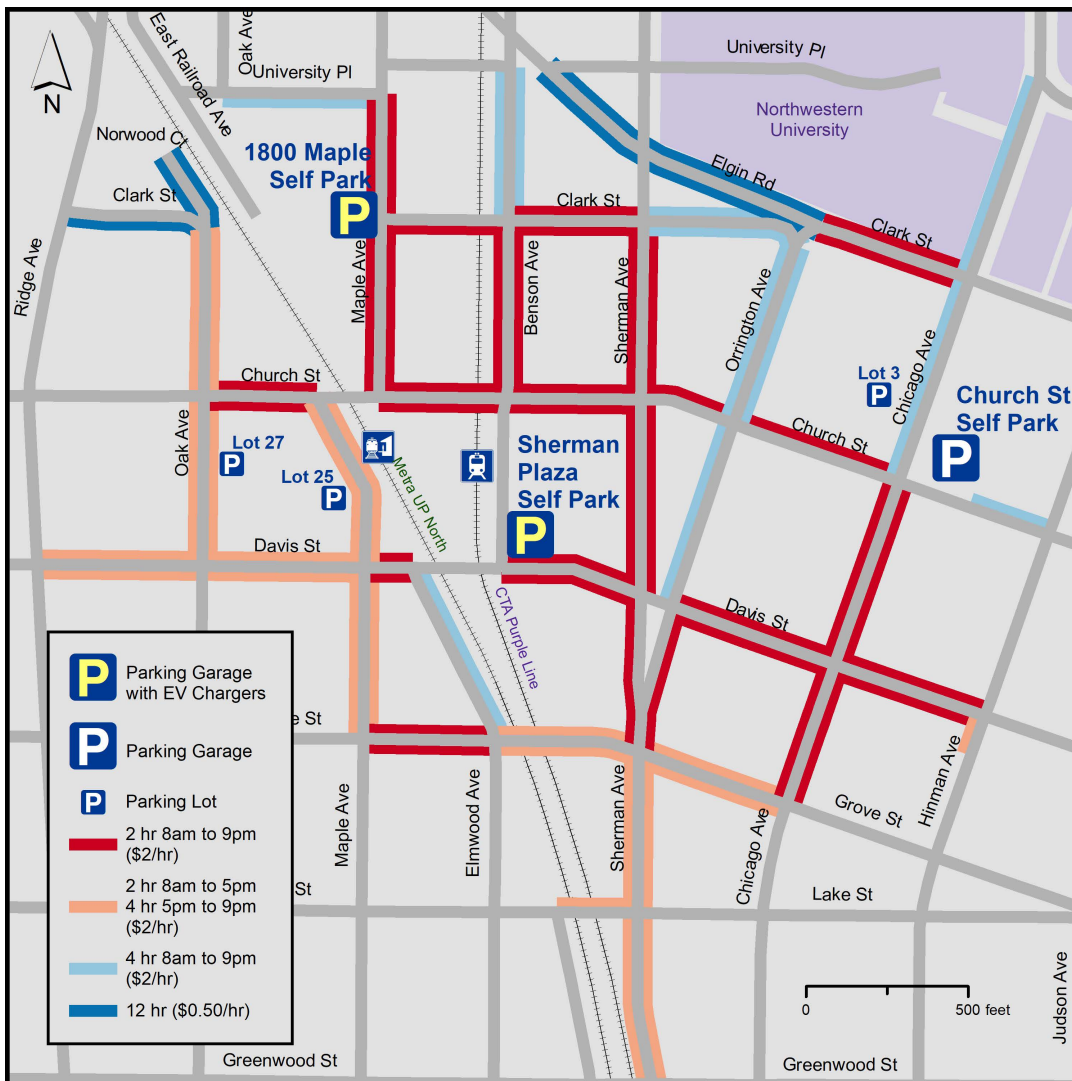 East Railroad Ave
Oak Ave
University Pl
University Pl
Northwestern
University
N
Norwood Ct
1800 Maple
Self Park
P
Elgin Rd
Clark St
Clark St
Clark St
Ridge Ave
Maple Ave
Benson Ave
Sherman Ave
Orrington Ave
Chicago Ave
Lot 3
P
Church St
Church St
Self Park
P
Church St
Oak Ave
Lot 27
P
Lot 25
P
Metra UP North
Sherman
Plaza
Self Park
P
Davis St
CTA Purple Line
Davis St
P
Parking Garage
with EV Chargers
P
Parking Garage
P
Parking Lot
2 hr 8am to 9pm
($2/hr)
2 hr 8am to 5pm
4 hr 5pm to 9pm
($2/hr)
4 hr 8am to 9pm
($2/hr)
12 hr ($0.50/hr)
e St
St
Maple Ave
Elmwood Ave
Sherman Ave
Chicago Ave
Hinman Ave
Grove St
Lake St
Judson Ave
0
500 feet
Greenwood St
Greenwood St